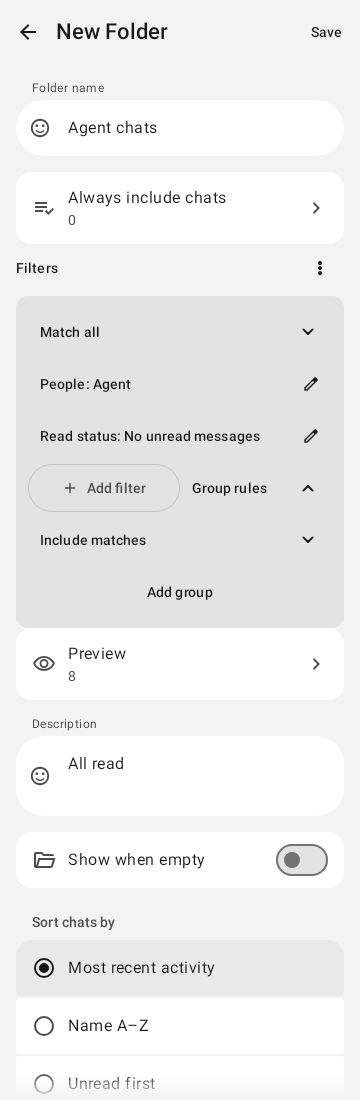 New Folder
Save
Folder name
Agent chats
Always include chats
0
Filters
Match all
People: Agent
Read status: No unread messages
Add filter
Group rules
Include matches
Add group
Preview
8
Description
All read
Show when empty
Sort chats by
Most recent activity
Name A–Z
Unread first